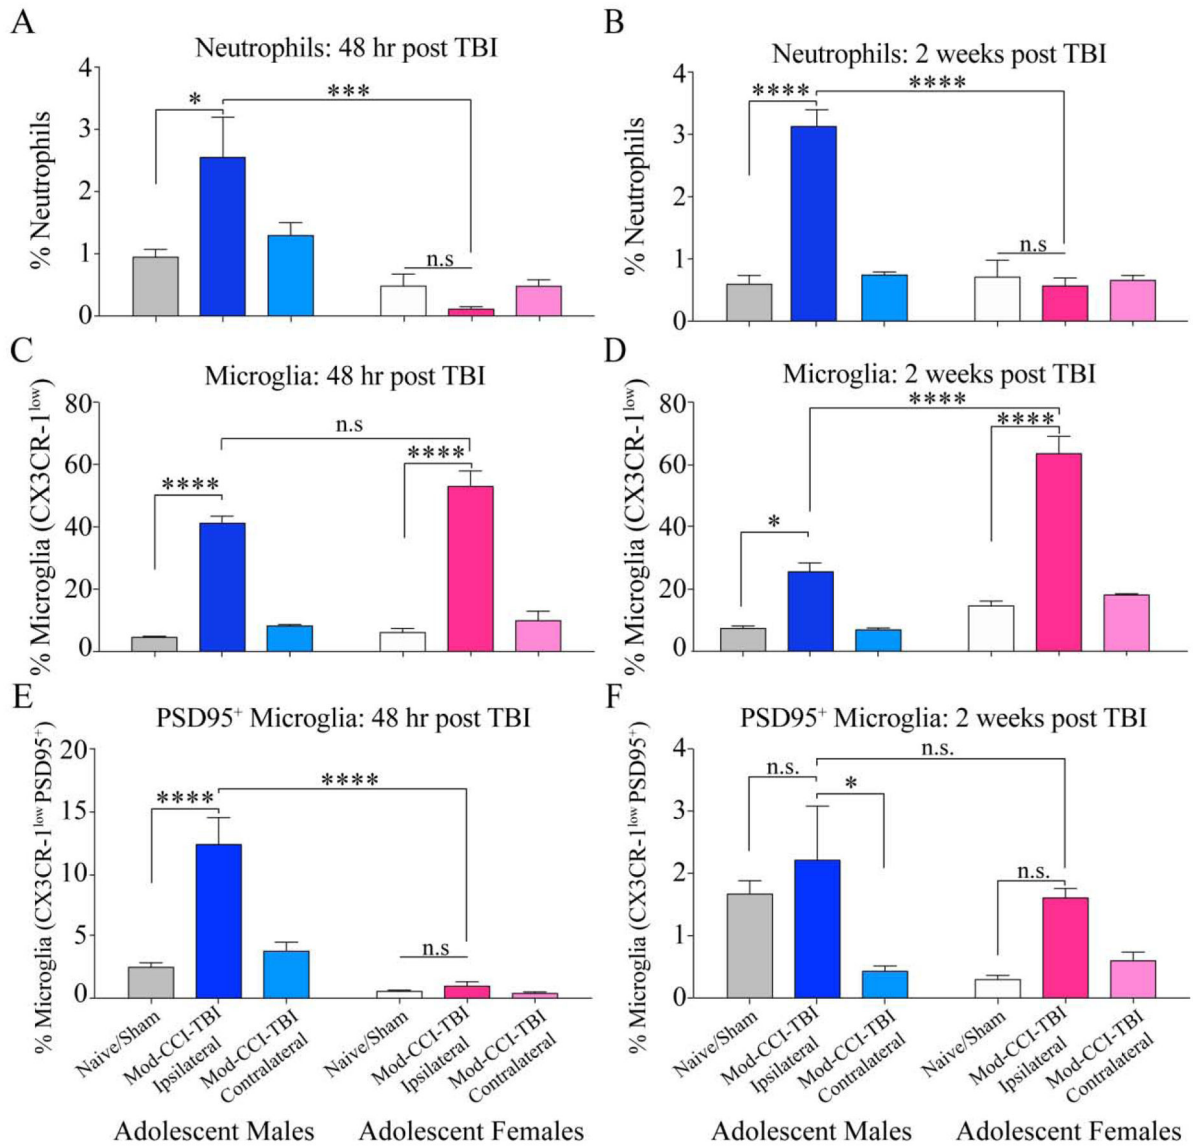 A
Neutrophils: 48 hr post TBI
% Neutrophils
4
3
2
1
0
*
***
n.s
B
Neutrophils: 2 weeks post TBI
% Neutrophils
4
3
2
1
0
****
****
n.s
C
Microglia: 48 hr post TBI
% Microglia (CX3CR-1low)
80
60
40
20
0
****
n.s
****
D
Microglia: 2 weeks post TBI
% Microglia (CX3CR-1low)
80
60
40
20
0
*
****
****
E
PSD95+ Microglia: 48 hr post TBI
% Microglia (CX3CR-1low PSD95+)
20
15
10
5
0
****
****
n.s
Naive/Sham
Mod-CCI-TBI
Ipsilateral
Mod-CCI-TBI
Contralateral
Naive/Sham
Mod-CCI-TBI
Ipsilateral
Mod-CCI-TBI
Contralateral
Adolescent Males
Adolescent Females
F
PSD95+ Microglia: 2 weeks post TBI
% Microglia (CX3CR-1low PSD95+)
4
3
2
1
0
n.s.
n.s.
*
n.s.
Naive/Sham
Mod-CCI-TBI
Ipsilateral
Mod-CCI-TBI
Contralateral
Naive/Sham
Mod-CCI-TBI
Ipsilateral
Mod-CCI-TBI
Contralateral
Adolescent Males
Adolescent Females